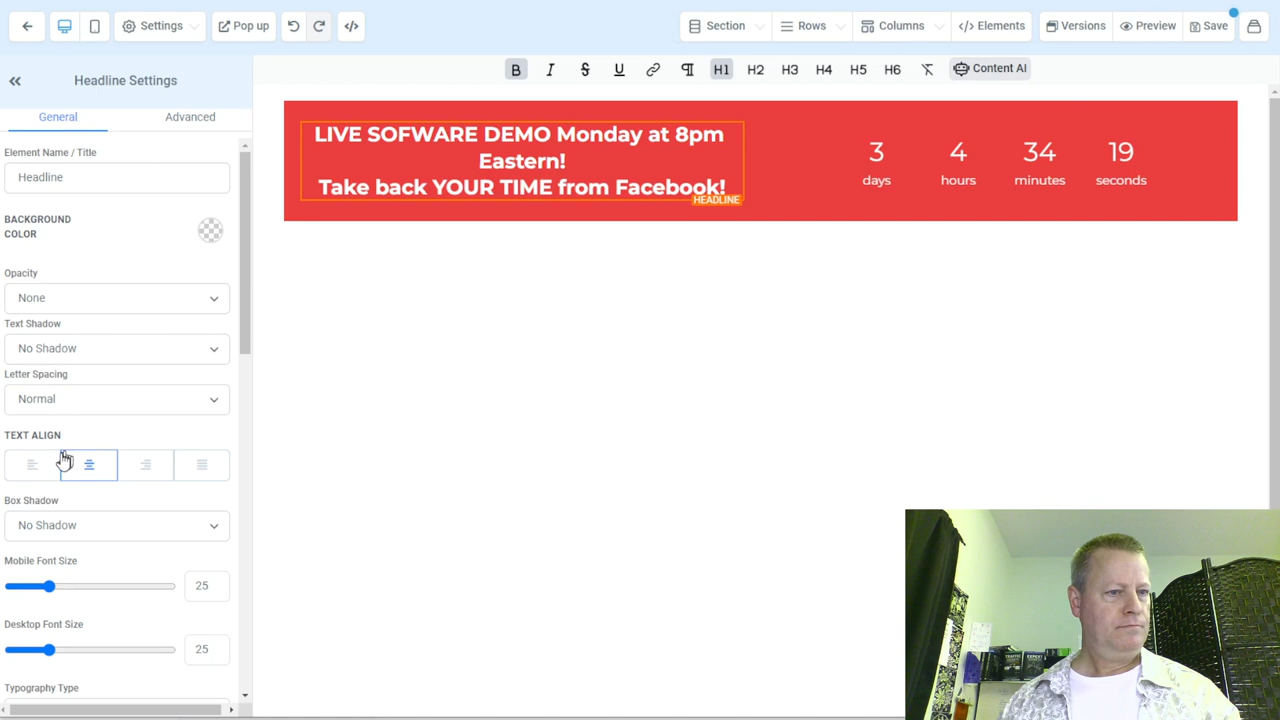 Settings
Pop up
Section
Rows
Columns
Elements
Versions
Preview
Save
Headline Settings
B I S U H1 H2 H3 H4 H5 H6 Content AI
General Advanced
Element Name / Title
Headline
BACKGROUND
COLOR
Opacity
None
Text Shadow
No Shadow
Letter Spacing
Normal
TEXT ALIGN
Box Shadow
No Shadow
Mobile Font Size
25
Desktop Font Size
25
Typography Type
LIVE SOFWARE DEMO Monday at 8pm
Eastern!
Take back YOUR TIME from Facebook!
HEADLINE
3 4 34 19
days hours minutes seconds